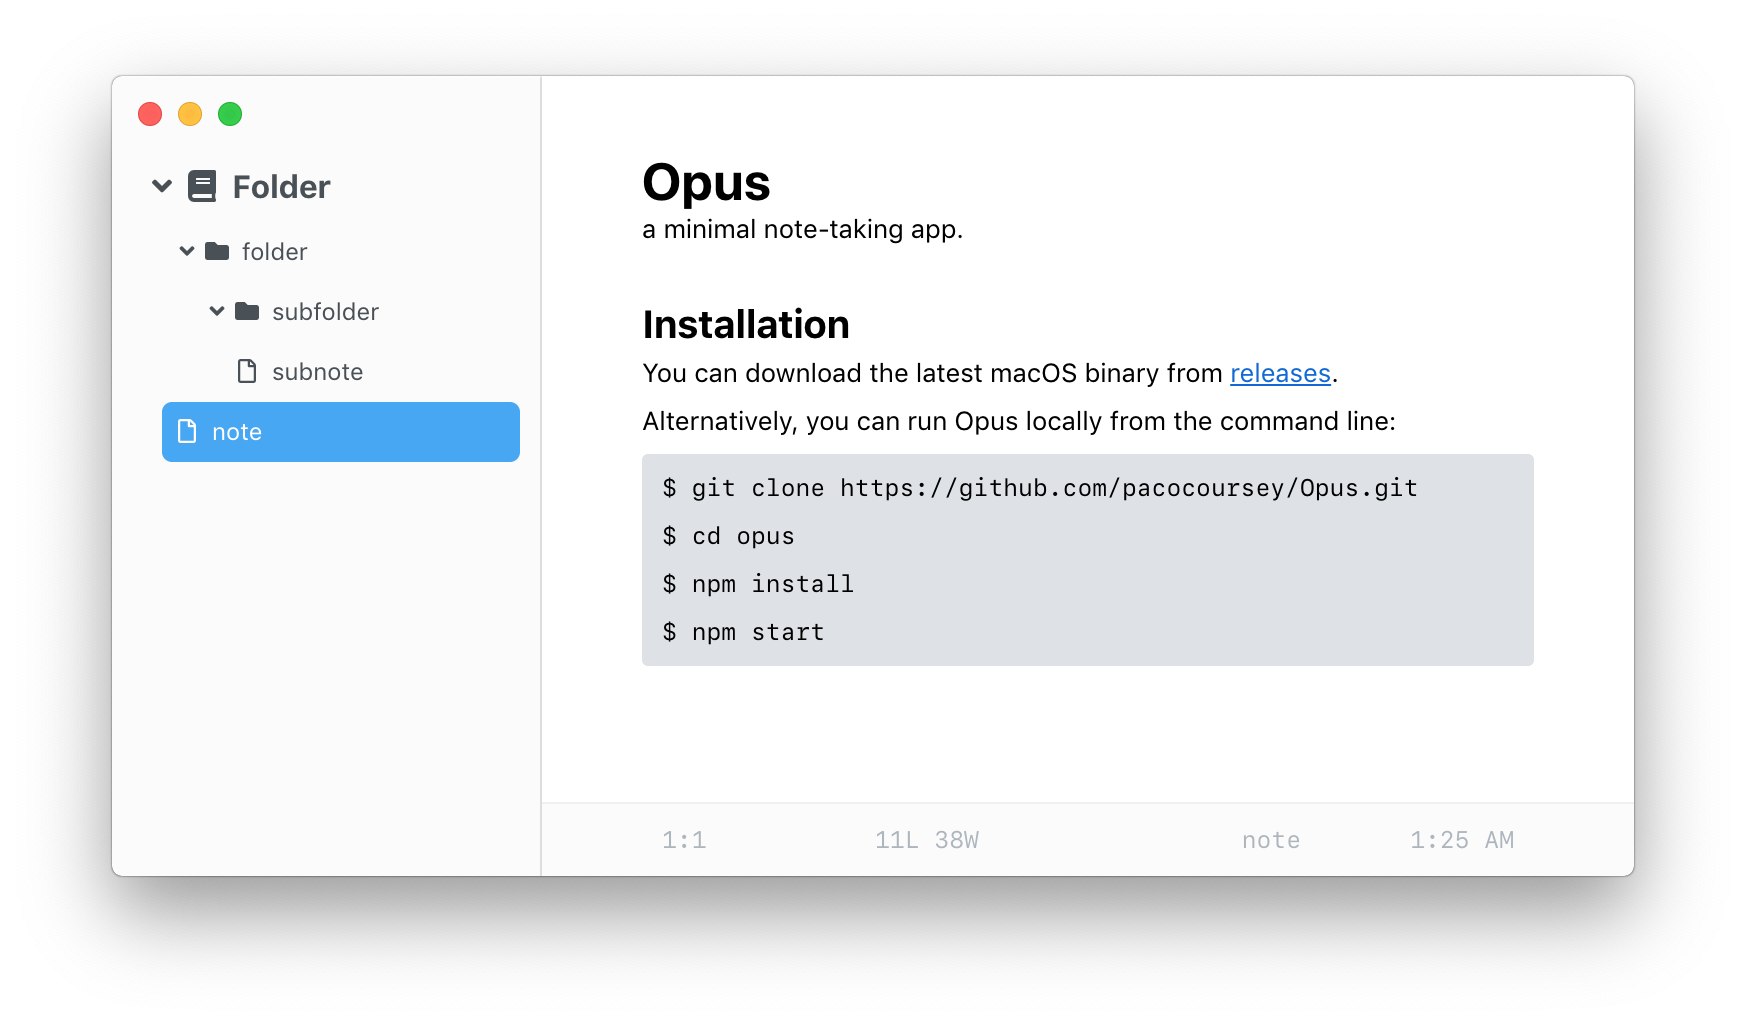 Folder
folder
subfolder
subnote
note
Opus
a minimal note-taking app.
Installation
You can download the latest macOS binary from releases.
Alternatively, you can run Opus locally from the command line:
$ git clone https://github.com/pacocoursey/Opus.git
$ cd opus
$ npm install
$ npm start
1:1 11L 38W note 1:25 AM